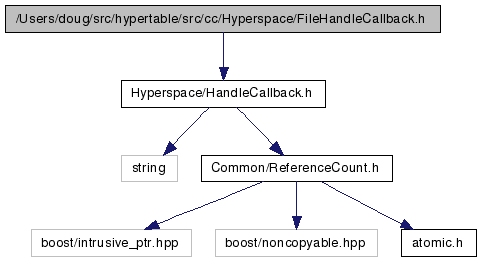 /Users/doug/src/hypertable/src/cc/Hyperspace/FileHandleCallback.h
Hyperspace/HandleCallback.h
string
Common/ReferenceCount.h
boost/intrusive_ptr.hpp
boost/noncopyable.hpp
atomic.h